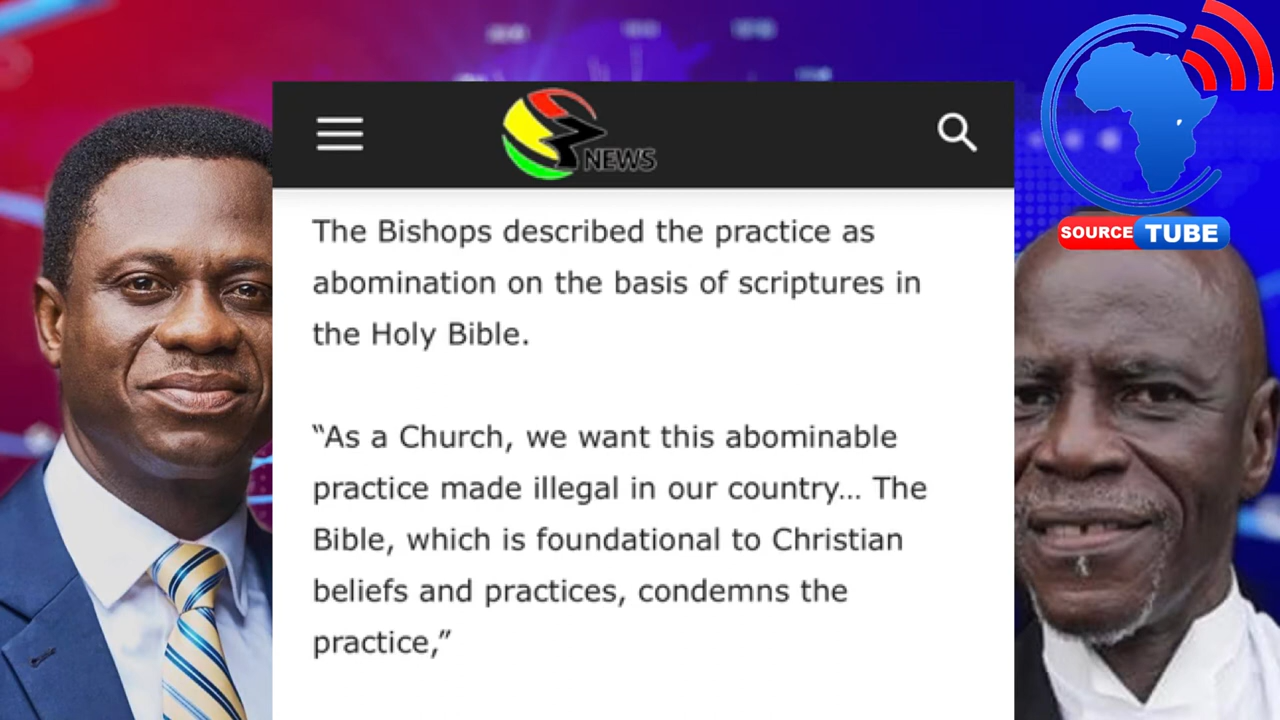 NEWS
SOURCE TUBE
The Bishops described the practice as
abomination on the basis of scriptures in
the Holy Bible.
“As a Church, we want this abominable
practice made illegal in our country... The
Bible, which is foundational to Christian
beliefs and practices, condemns the
practice,”